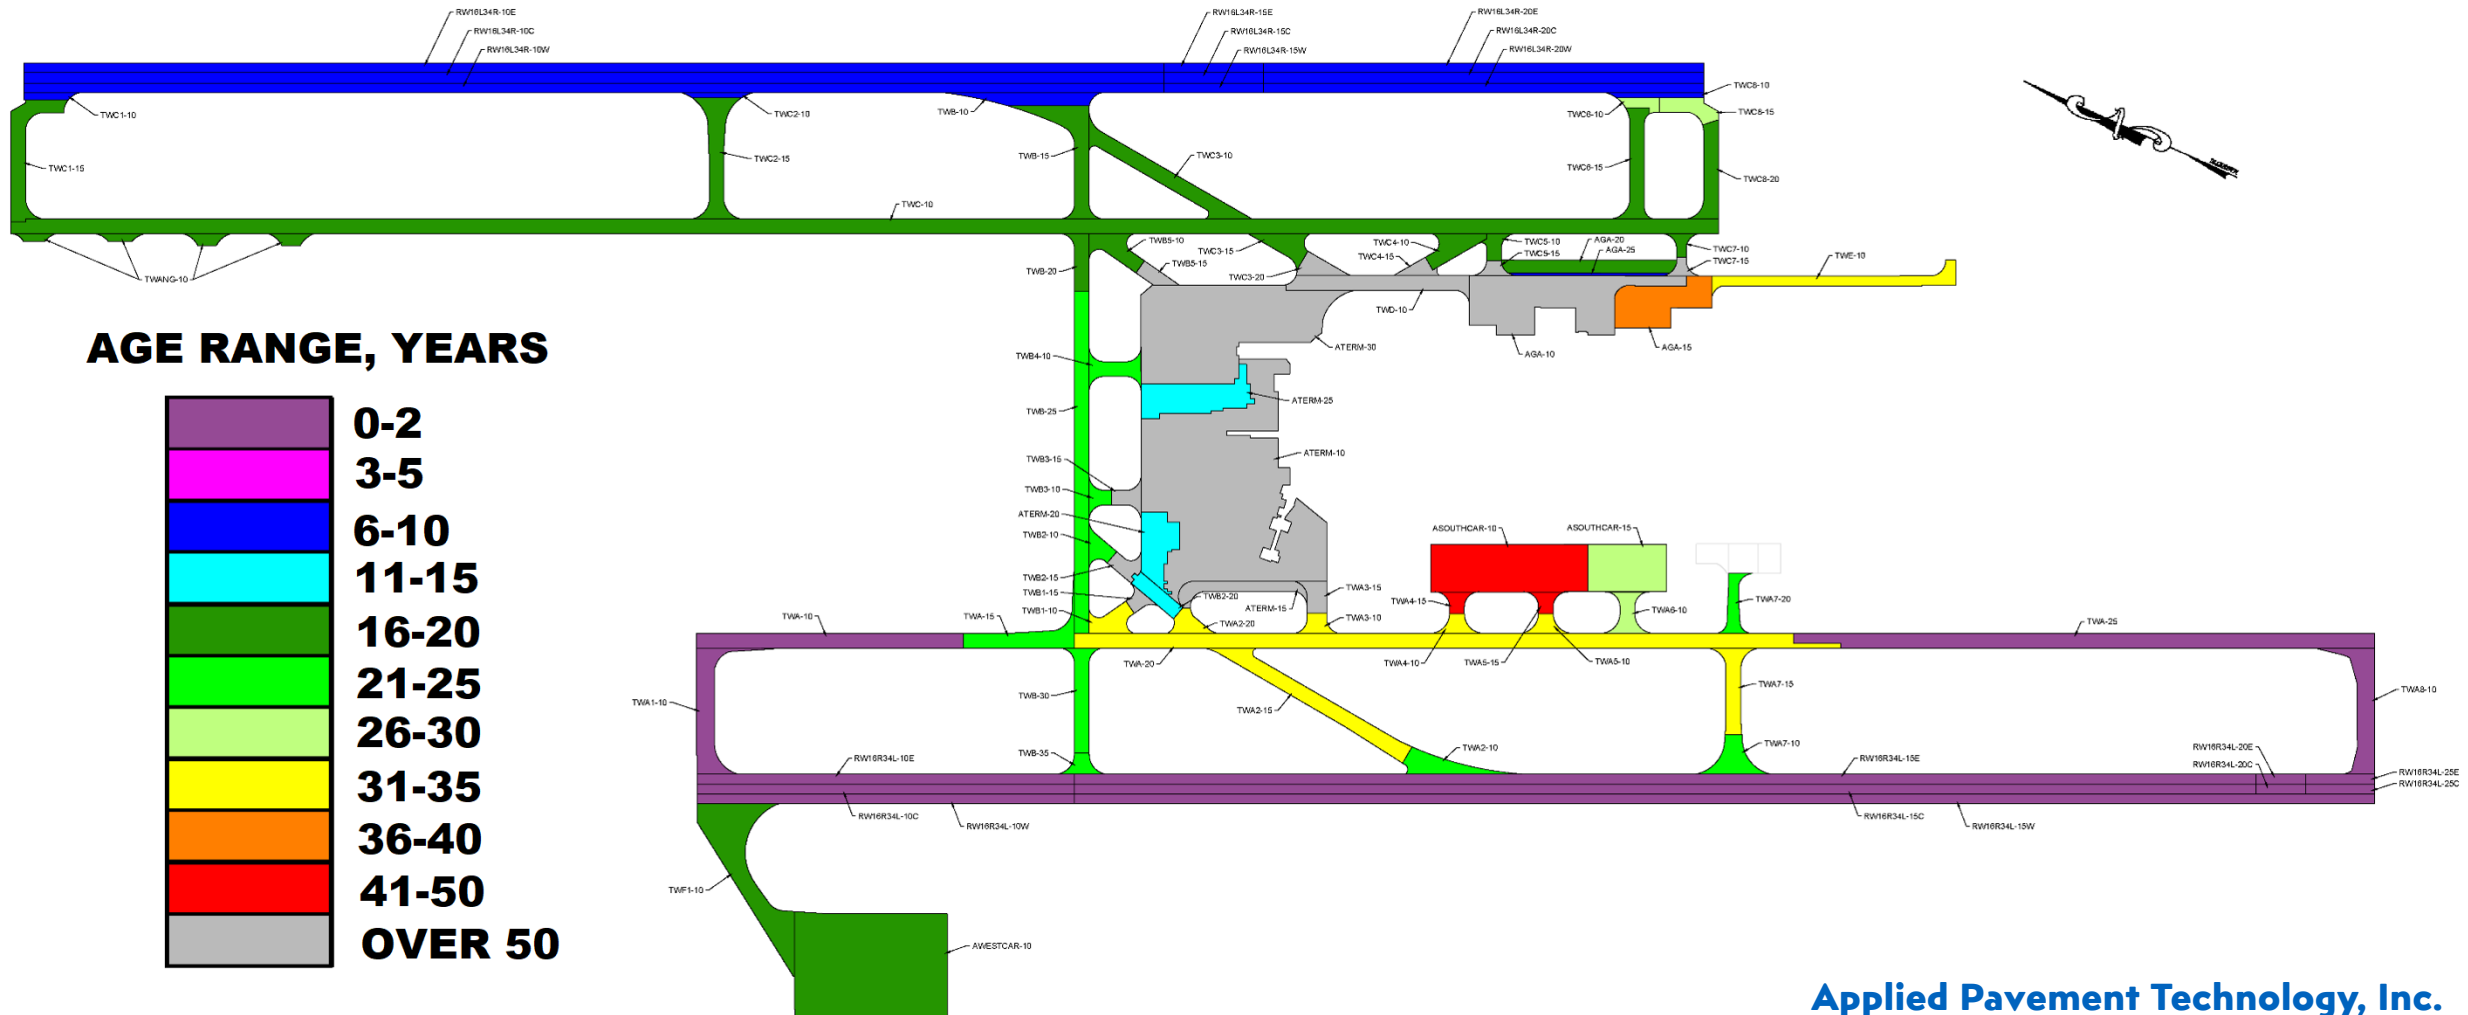 RW16L34R-10E
RW16L34R-10C
RW16L34R-10W
RW16L34R-15E
RW16L34R-15C
RW16L34R-15W
RW16L34R-20E
RW16L34R-20C
RW16L34R-20W
TWC1-10
TWC1-15
TWC2-10
TWC2-15
TWB-10
TWB-15
TWC3-10
TWC6-10
TWC6-15
TWC8-10
TWC8-15
TWC8-20
TWC-10
TWANG-10
TWB-20
TWB5-10
TWB5-15
TWC3-15
TWC3-20
TWC4-10
TWC4-15
TWC5-10
TWC5-15
AGA-20
AGA-25
TWC7-10
TWC7-15
TWE-10
TWD-10
ATERM-30
AGA-10
AGA-15
AGE RANGE, YEARS
0-2
3-5
6-10
11-15
16-20
21-25
26-30
31-35
36-40
41-50
OVER 50
TWB4-10
TWB-25
ATERM-25
ATERM-10
TWB3-15
TWB3-10
ATERM-20
TWB2-10
TWB2-15
TWB1-15
TWB1-10
TWB2-20
ATERM-15
TWA2-20
TWA3-15
TWA3-10
ASOUTHCAR-10
ASOUTHCAR-15
TWA4-15
TWA4-10
TWA5-15
TWA5-10
TWA6-10
TWA7-20
TWA-10
TWA-15
TWA-20
TWA-25
TWA1-10
TWB-30
TWB-35
TWA2-15
TWA2-10
TWA7-15
TWA7-10
TWA8-10
RW16R34L-10E
RW16R34L-10C
RW16R34L-10W
RW16R34L-15E
RW16R34L-15C
RW16R34L-15W
RW16R34L-20E
RW16R34L-20C
RW16R34L-25E
RW16R34L-25C
TWF1-10
AWESTCAR-10
Applied Pavement Technology, Inc.